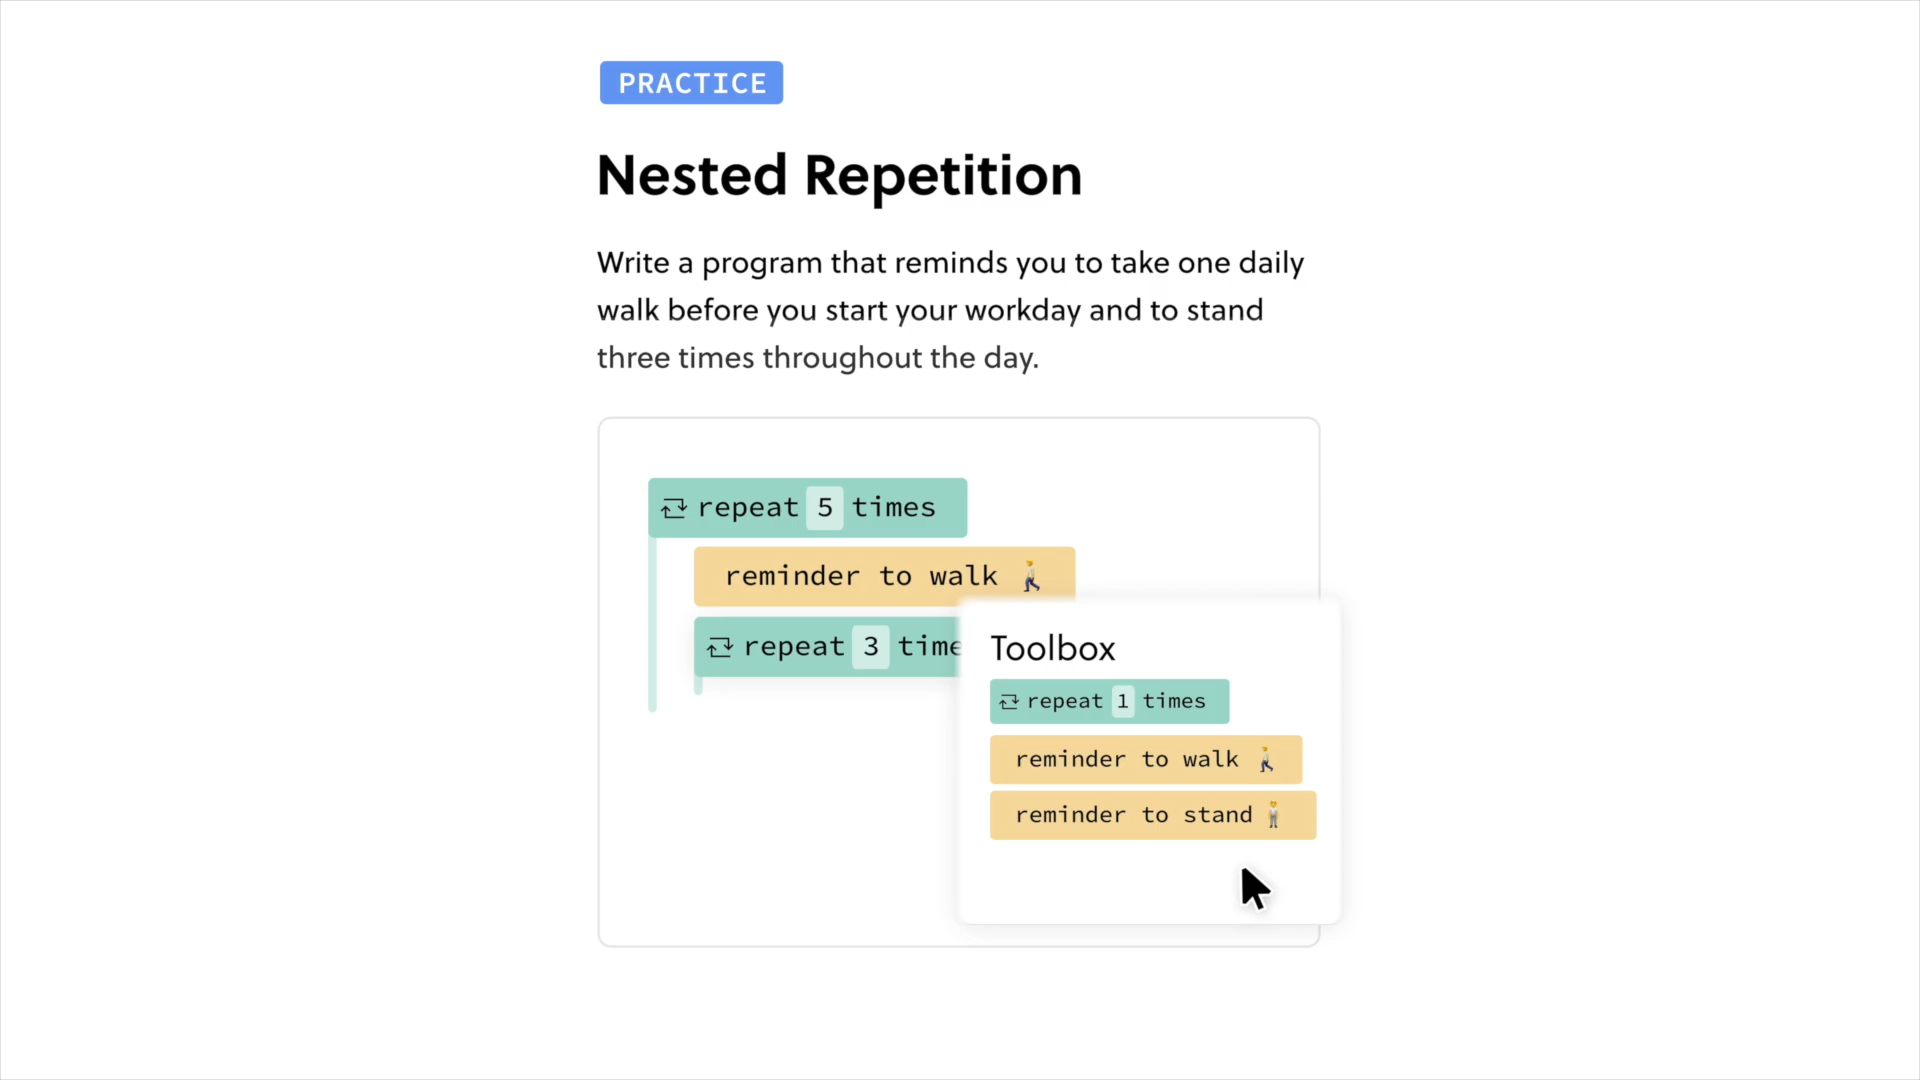 PRACTICE
Nested Repetition
Write a program that reminds you to take one daily
walk before you start your workday and to stand
three times throughout the day.
repeat 5 times
reminder to walk
repeat 3 time
Toolbox
repeat 1 times
reminder to walk
reminder to stand